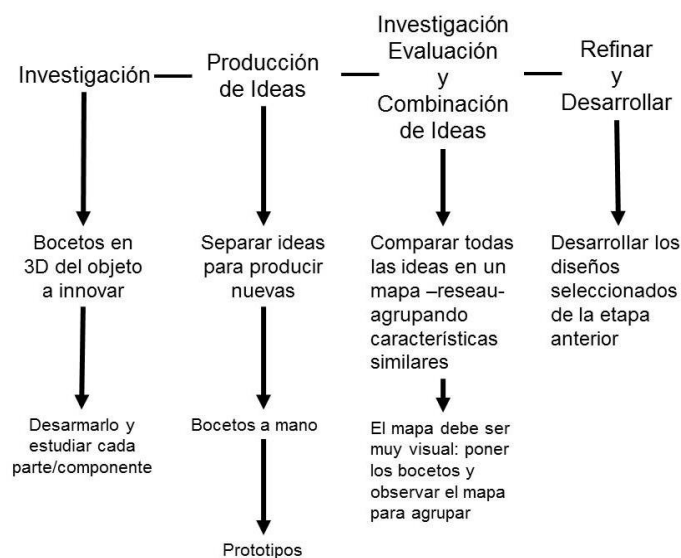 Investigación
Producción
de Ideas
Investigación
Evaluación
y
Combinación
de Ideas
Refinar
y
Desarrollar
Bocetos en
3D del objeto
a innovar
Separar ideas
para producir
nuevas
Comparar todas
las ideas en un
mapa –reseau-
agrupando
características
similares
Desarrollar los
diseños
seleccionados
de la etapa
anterior
Desarmarlo y
estudiar cada
parte/componente
Bocetos a mano
El mapa debe ser
muy visual: poner
los bocetos y
observar el mapa
para agrupar
Prototipos